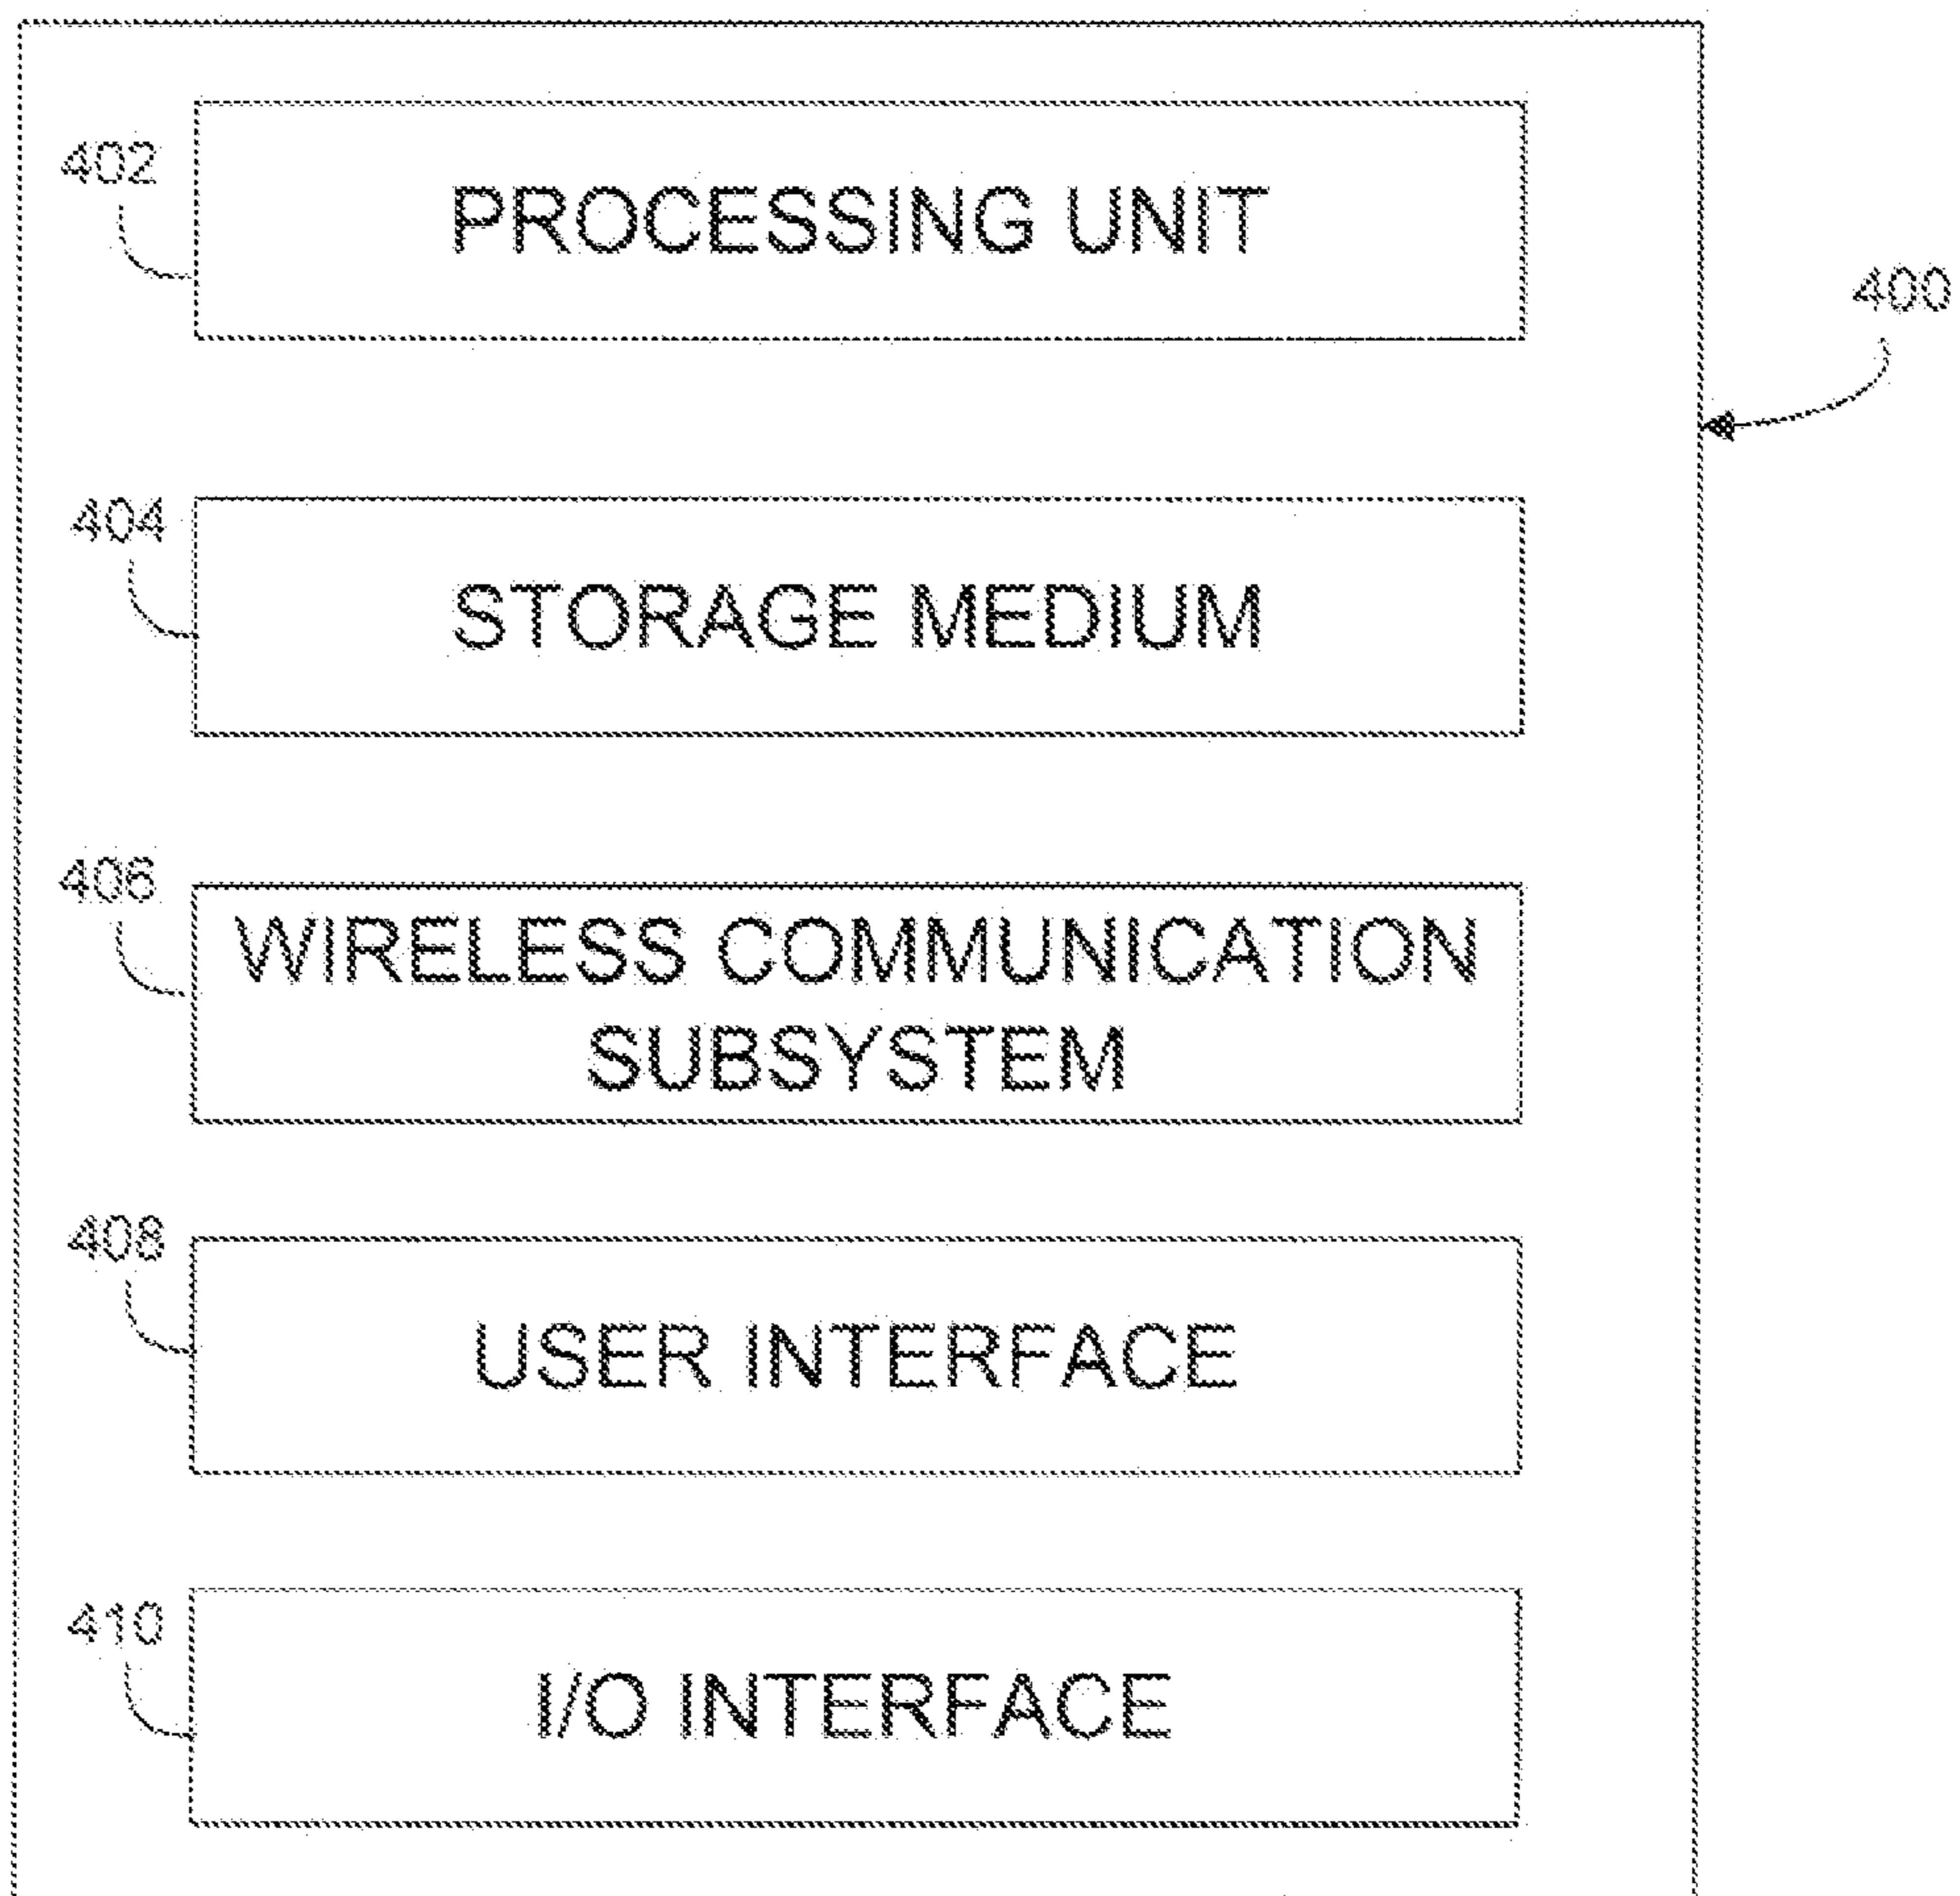 402
PROCESSING UNIT
400
404
STORAGE MEDIUM
406
WIRELESS COMMUNICATION
SUBSYSTEM
408
USER INTERFACE
410
I/O INTERFACE